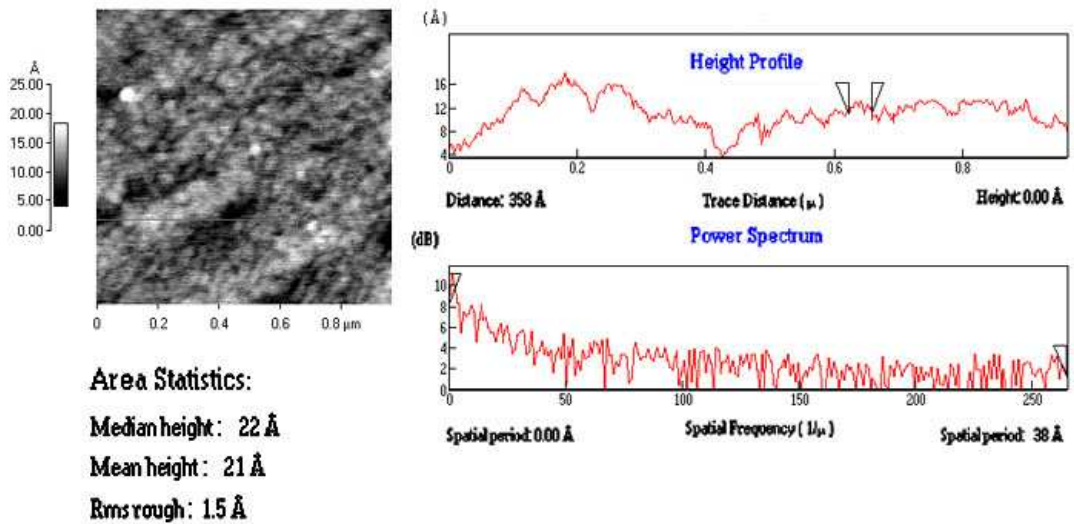 Å
25.00
20.00
15.00
10.00
5.00
0.00
0 0.2 0.4 0.6 0.8 µm
Area Statistics:
Median height: 22 Å
Mean height: 21 Å
Rms rough: 1.5 Å
(Å)
Height Profile
16
12
8
4
0 0.2 0.4 0.6 0.8
Distance: 358 Å Trace Distance (µ) Height: 0.00 Å
(dB) Power Spectrum
10
8
6
4
2
0
0 50 100 150 200 250
Spatial period: 0.00 Å Spatial Frequency (1/µ) Spatial period: 38 Å